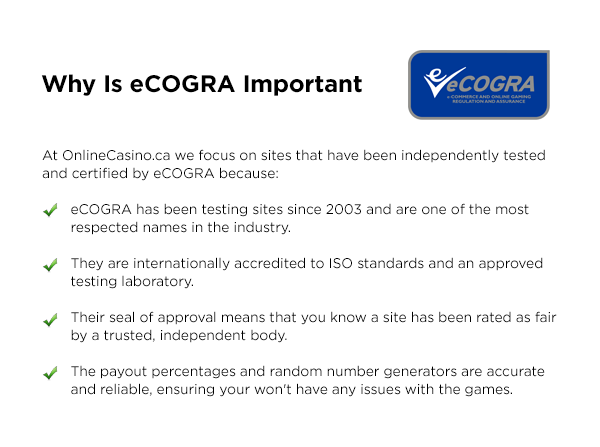 Why Is eCOGRA Important
eCOGRA
e-COMMERCE AND ONLINE GAMING
REGULATION AND ASSURANCE
At OnlineCasino.ca we focus on sites that have been independently tested
and certified by eCOGRA because:
eCOGRA has been testing sites since 2003 and are one of the most
respected names in the industry.
They are internationally accredited to ISO standards and an approved
testing laboratory.
Their seal of approval means that you know a site has been rated as fair
by a trusted, independent body.
The payout percentages and random number generators are accurate
and reliable, ensuring your won't have any issues with the games.